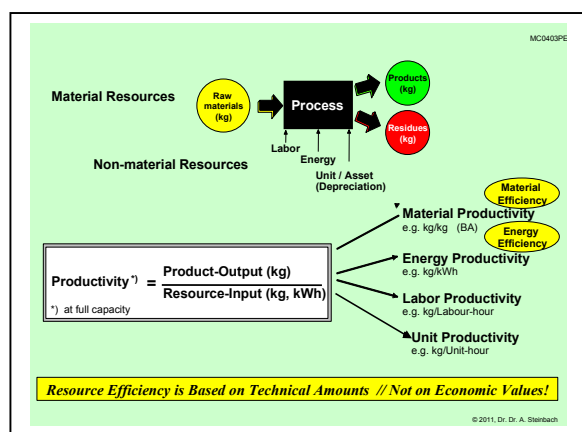 MC0403PE
Material Resources
Raw
materials
(kg)
Process
Products
(kg)
Residues
(kg)
Labor
Energy
Unit / Asset
(Depreciation)
Non-material Resources
Material
Efficiency
Material Productivity
e.g. kg/kg (BA)
Energy
Efficiency
Energy Productivity
e.g. kg/kWh
Productivity*) = Product-Output (kg)
Resource-Input (kg, kWh)
*) at full capacity
Labor Productivity
e.g. kg/Labour-hour
Unit Productivity
e.g. kg/Unit-hour
Resource Efficiency is Based on Technical Amounts // Not on Economic Values!
© 2011, Dr. Dr. A. Steinbach